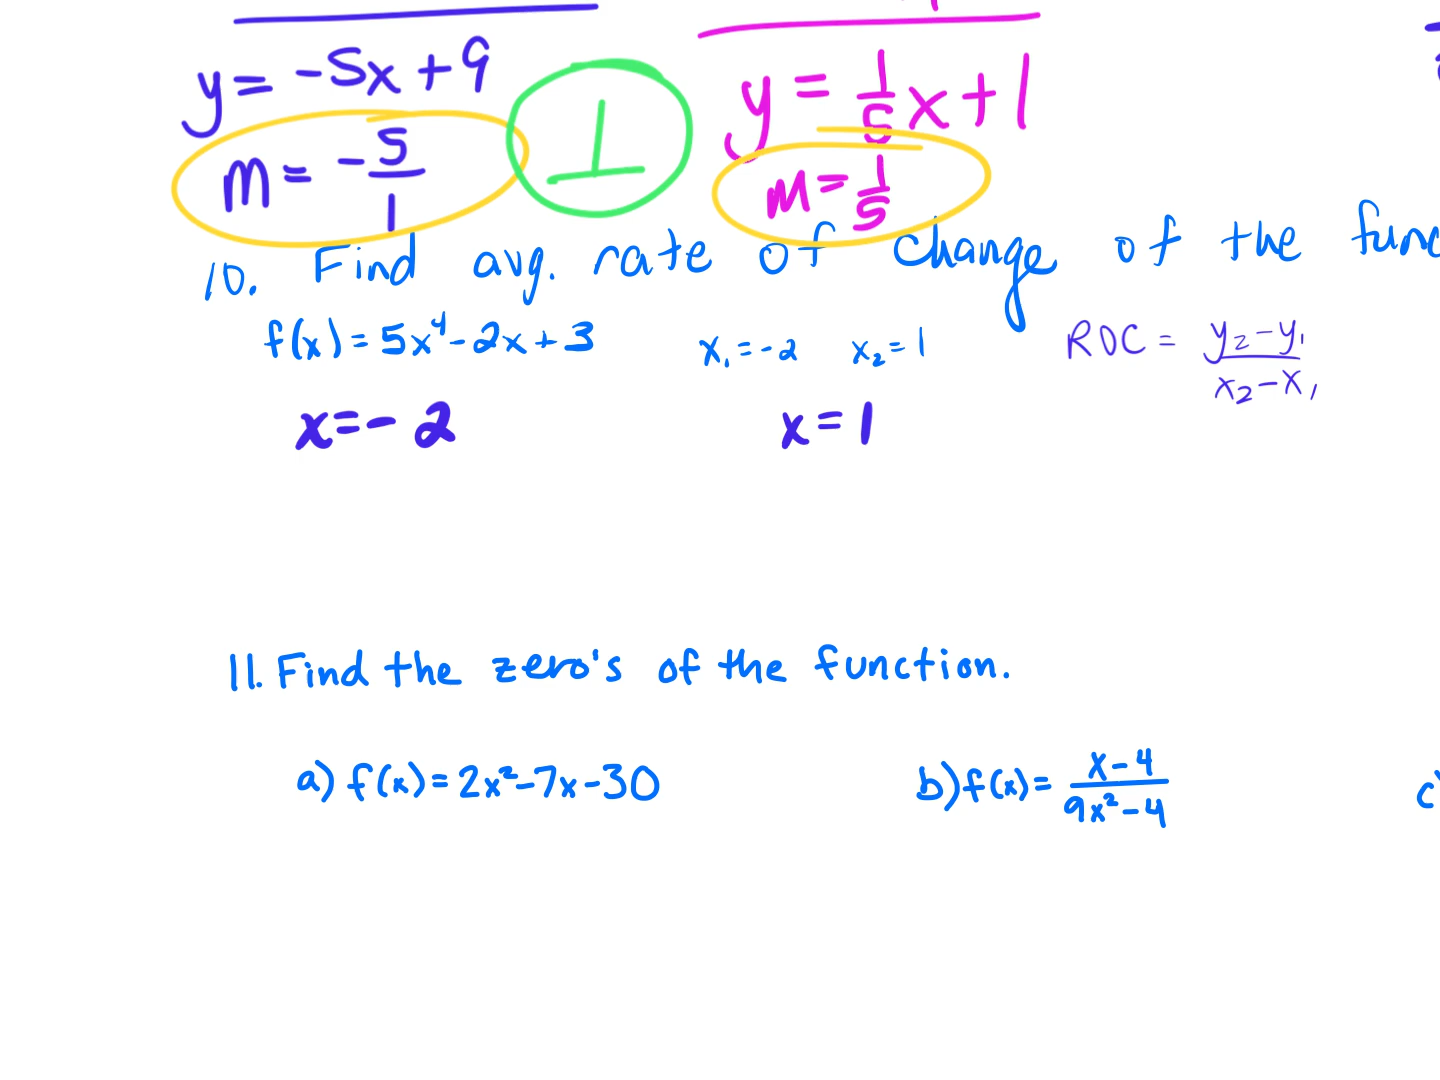 y = -5x + 9
m = -5/1
⊥
y = 1/5 x + 1
m = 1/5
10. Find avg. rate of change of the func
f(x) = 5x⁴ - 2x + 3   x₁ = -2   x₂ = 1   ROC = (y₂ - y₁)/(x₂ - x₁)
x = -2   x = 1
11. Find the zero's of the function.
a) f(x) = 2x² - 7x - 30   b) f(x) = (x - 4)/(9x² - 4)   c